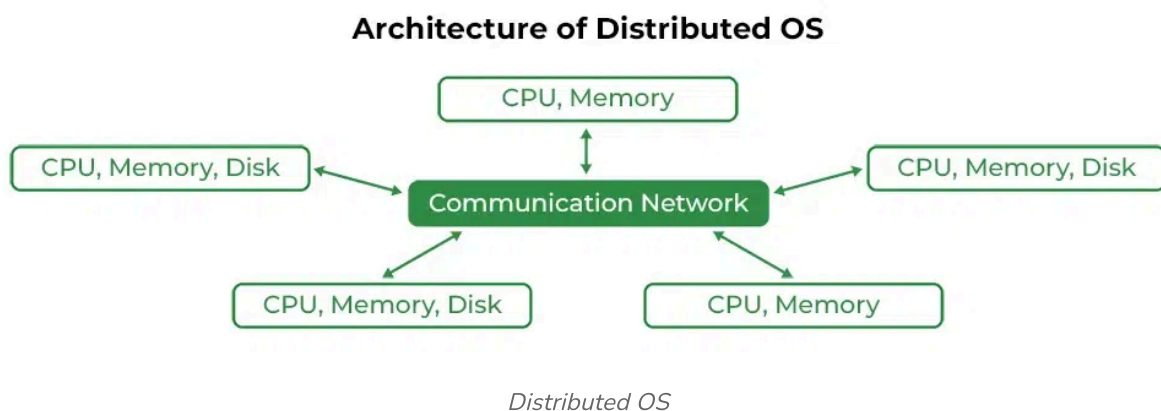 Architecture of Distributed OS
CPU, Memory
CPU, Memory, Disk
CPU, Memory, Disk
Communication Network
CPU, Memory, Disk
CPU, Memory
Distributed OS